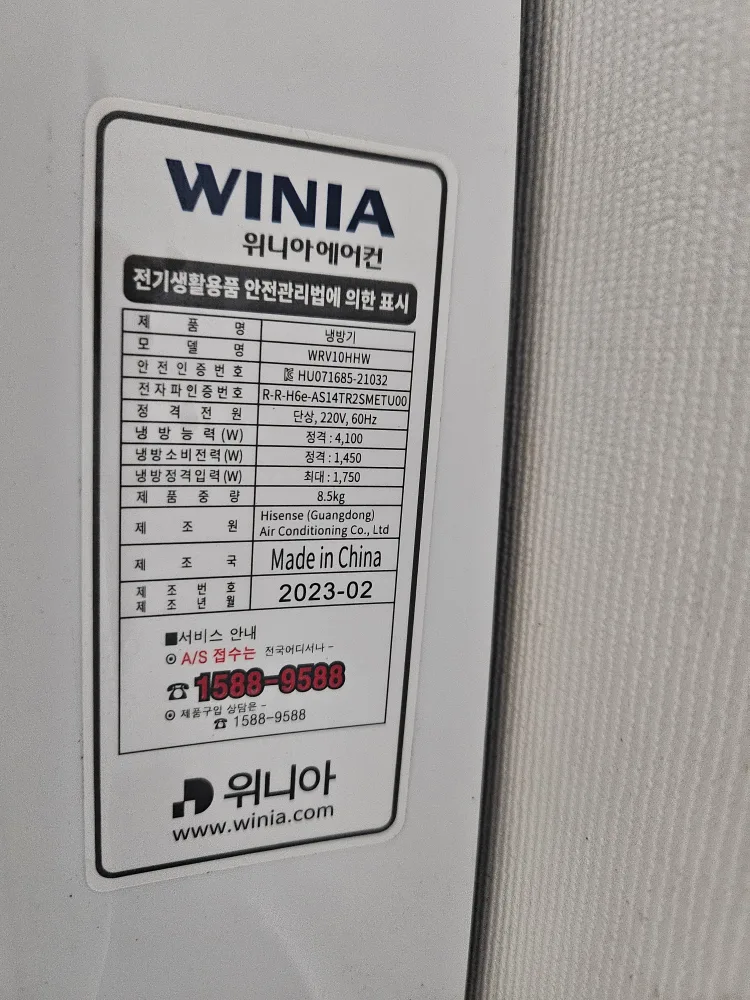 WINIA
위니아에어컨
전기생활용품 안전관리법에 의한 표시
제 품 명 냉방기
모 델 명 WRV10HHW
안전인증번호 HU071685-21032
전자파인증번호 R-R-H6e-AS14TR2SMETU00
정 격 전 원 단상, 220V, 60Hz
냉 방 능 력 (W) 정격 : 4,100
냉방소비전력 (W) 정격 : 1,450
냉방정격입력 (W) 최대 : 1,750
제 품 중 량 8.5kg
제 조 원 Hisense (Guangdong)
Air Conditioning Co., Ltd
제 조 국 Made in China
제 조 번 호
제 조 년 월 2023-02
■서비스 안내
⊙ A/S 접수는 전국어디서나 -
☎ 1588-9588
⊙ 제품구입 상담은 -
☎ 1588-9588
위니아
www.winia.com